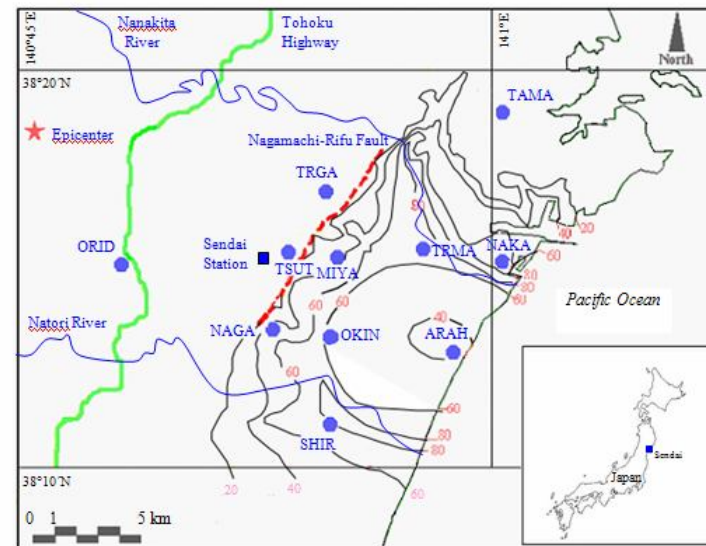 140°45´E
Nanakita
River
Tohoku
Highway
141°E
North
38°20´N
TAMA
Epicenter
Nagamachi-Rifu Fault
TRGA
80
40
20
60
ORID
Sendai
Station
TSUT
MIYA
TRMA
NAKA
80
80
60
60
60
40
Pacific Ocean
Natori River
NAGA
OKIN
ARAH
60
60
80
80
SHIR
38°10´N
20
40
60
0 1 5 km
Sendai
Japan